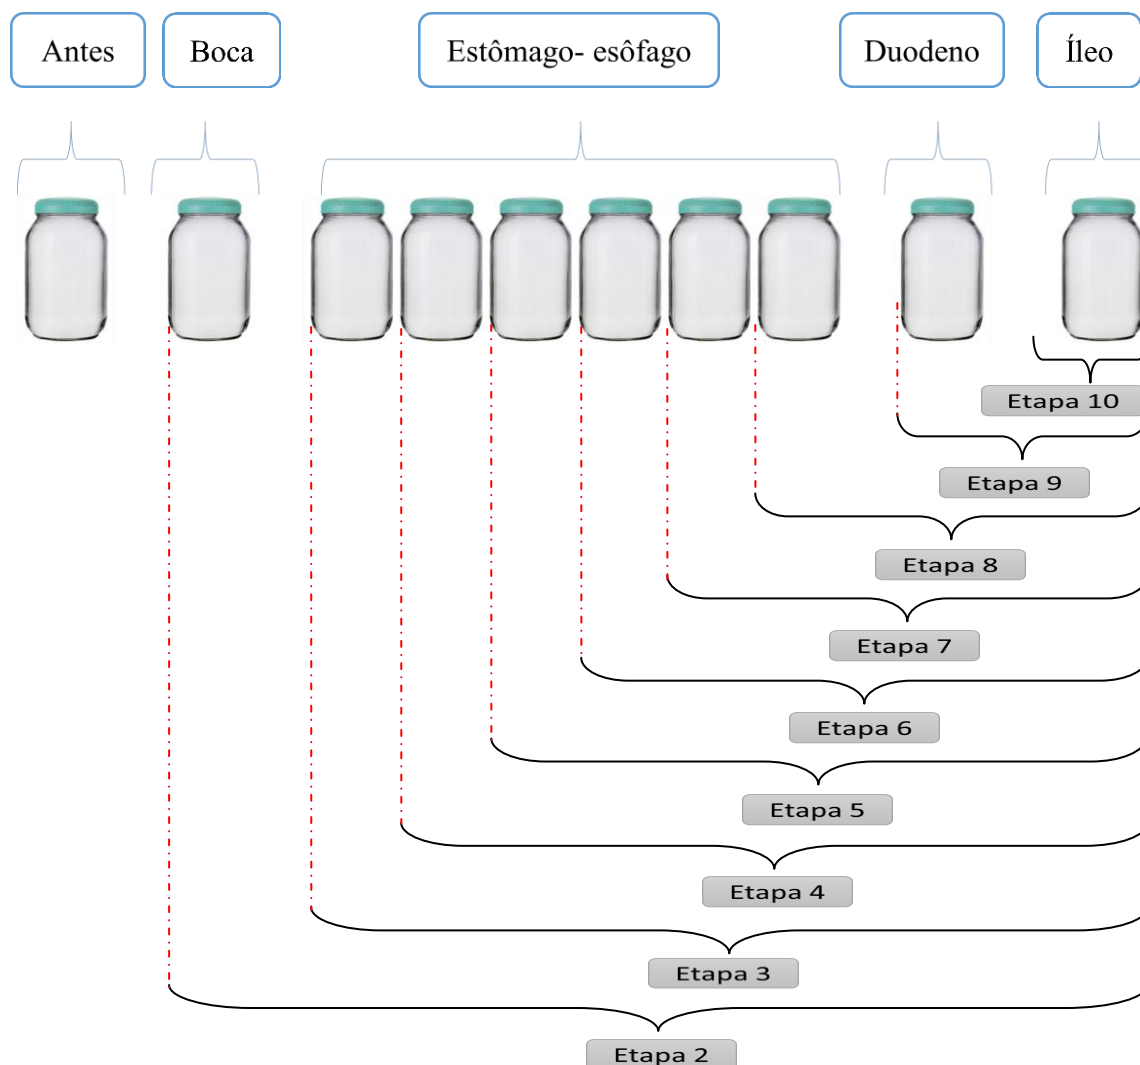 Antes
Boca
Estômago- esôfago
Duodeno
Íleo
Etapa 10
Etapa 9
Etapa 8
Etapa 7
Etapa 6
Etapa 5
Etapa 4
Etapa 3
Etapa 2